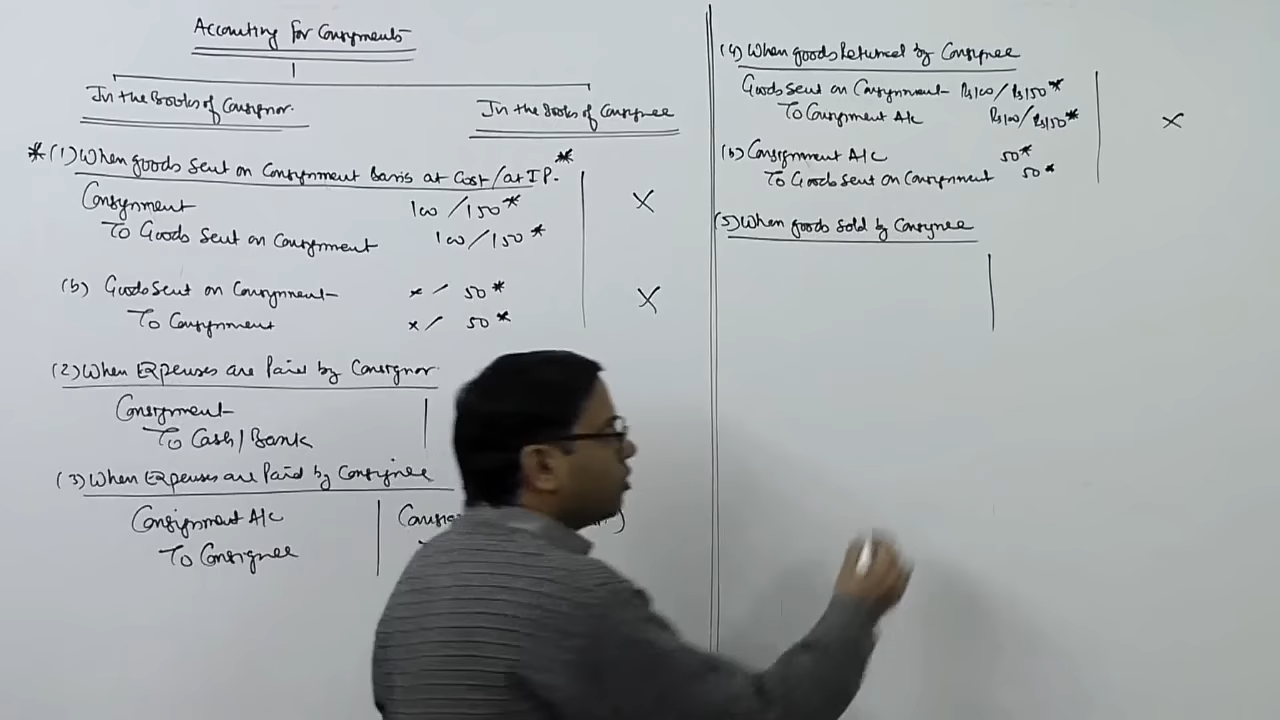 Accounting for Consignments
In the Books of Consignor.
In the Books of Consignee
* (1) When goods sent on Consignment Basis at Cost/at IP. *
Consignment 100 / 150 *
To Goods Sent on Consignment 100 / 150 *
X
(b) Goods Sent on Consignment x / 50 *
To Consignment x / 50 *
X
(2) When Expenses are Paid by Consignor.
Consignment
To Cash/Bank
(3) When Expenses are Paid by Consignee
Consignment A/c
To Consignee
(4) When goods Returned by Consignee
Goods Sent on Consignment Rs100/Rs150 *
To Consignment A/c Rs100/Rs150 *
X
(b) Consignment A/c 50 *
To Goods Sent on Consignment 50 *
(5) When goods Sold by Consignee